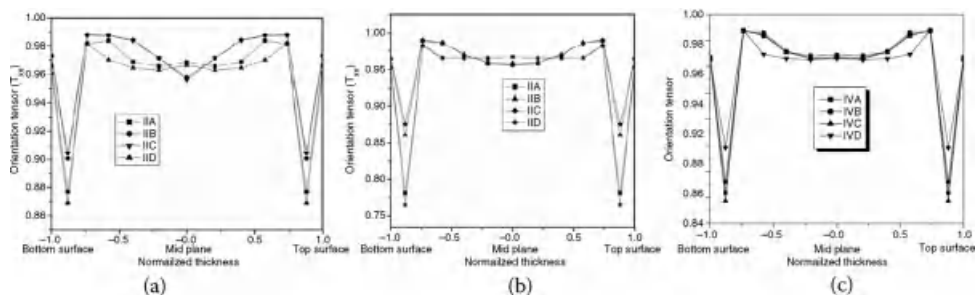 Orientation tensor (Txx)
1.00
0.98
0.96
0.94
0.92
0.90
0.88
0.86
IIA
IIB
IIC
IID
−1.0 −0.5 −0.0 0.5 1.0
Bottom surface Mid plane Top surface
Normailzed thickness
(a)
Orientation tensor (Txx)
1.00
0.95
0.90
0.85
0.80
0.75
IIA
IIB
IIC
IID
−1.0 −0.5 0.0 0.5 1.0
Bottom surface Mid plane Top surface
Normailzed thickness
(b)
Orientation tensor
1.00
0.98
0.96
0.94
0.92
0.90
0.88
0.86
0.84
IVA
IVB
IVC
IVD
−1.0 −0.5 0.0 0.5 1.0
Bottom surface Mid plane Top surface
Normailzed thickness
(c)